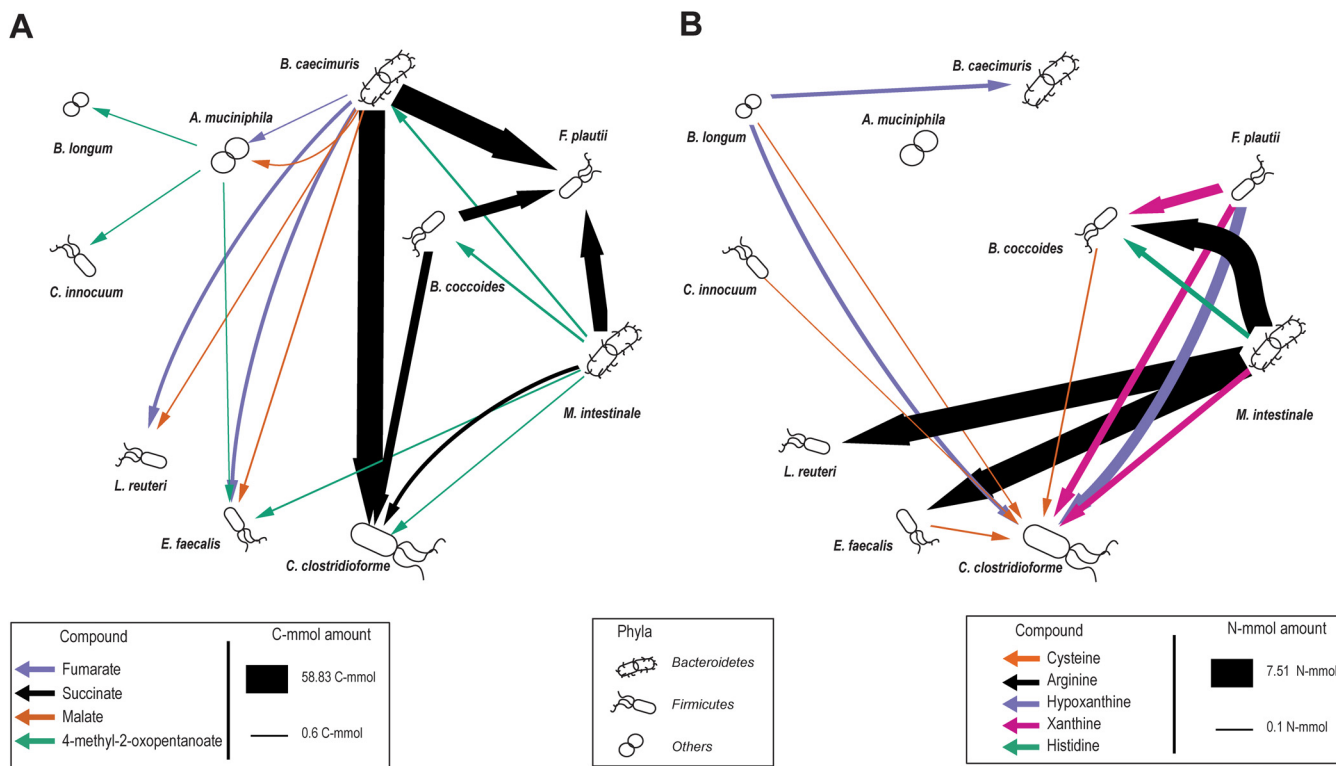 A
B. caecimuris
A. muciniphila
B. longum
F. plautii
C. innocuum
B. coccoides
M. intestinale
L. reuteri
E. faecalis
C. clostridioforme
B
B. caecimuris
B. longum
A. muciniphila
F. plautii
B. coccoides
C. innocuum
M. intestinale
L. reuteri
E. faecalis
C. clostridioforme
Compound
Fumarate
Succinate
Malate
4-methyl-2-oxopentanoate
C-mmol amount
58.83 C-mmol
0.6 C-mmol
Phyla
Bacteroidetes
Firmicutes
Others
Compound
Cysteine
Arginine
Hypoxanthine
Xanthine
Histidine
N-mmol amount
7.51 N-mmol
0.1 N-mmol